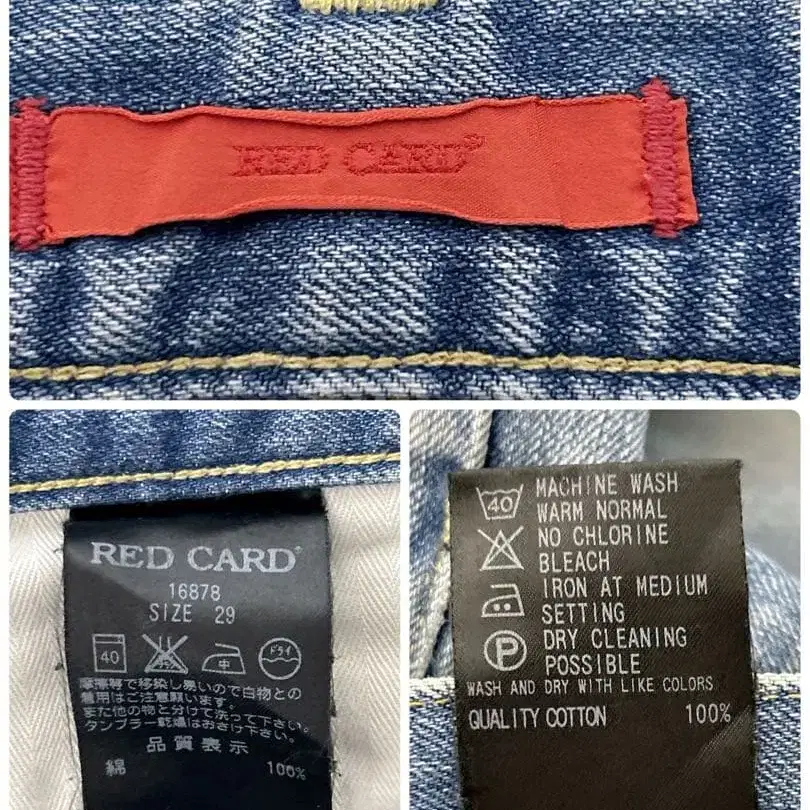 RED CARD®
RED CARD®
16878
SIZE 29
40
中
ドライ
摩擦等で移染し易いので白物との
着用はご注意願います。
また他の物と分けて洗って下さい。
タンブラー乾燥はおさけ下さい。
品質表示
綿 100%
40 MACHINE WASH
WARM NORMAL
NO CHLORINE
BLEACH
IRON AT MEDIUM
SETTING
P DRY CLEANING
POSSIBLE
WASH AND DRY WITH LIKE COLORS
QUALITY COTTON 100%